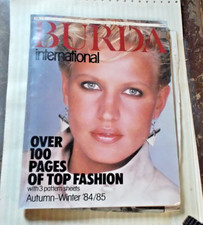 BURDA
international
OVER
100
PAGES
OF TOP FASHION
with 3 pattern sheets
Autumn-Winter '84/85